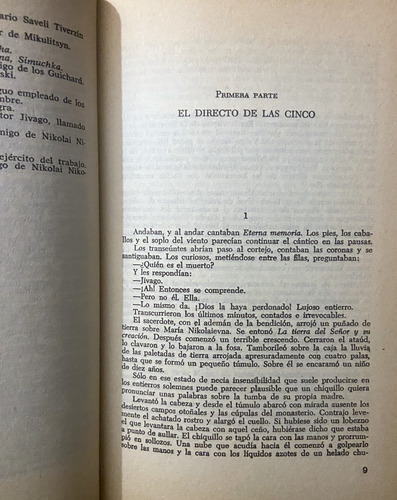 ario Saveli Tiverzin
r de Mikulitsyn.
ha.
na, Simuchka.
igo de los Guichard.
ski.
guo empleado de los
mbre.
gra.
tor Jivago, llamado
nigo de Nikolai Ni-
ejército del trabajo.
go de Nikolai Niko-
PRIMERA PARTE
EL DIRECTO DE LAS CINCO
1
Andaban, y al andar cantaban Eterna memoria. Los pies, los caba-
llos y el soplo del viento parecían continuar el cántico en las pausas.
Los transeúntes abrían paso al cortejo, contaban las coronas y se
santiguaban. Los curiosos, metiéndose entre las filas, preguntaban:
—¿Quién es el muerto?
Y les respondían:
—Jivago.
—¡Ah! Entonces se comprende.
—Pero no él. Ella.
—Lo mismo da. ¡Dios la haya perdonado! Lujoso entierro.
Transcurrieron los últimos minutos, contados e irrevocables.
El sacerdote, con el ademán de la bendición, arrojó un puñado de
tierra sobre María Nikolaievna. Se entonó La tierra del Señor y su
creación. Después comenzó un terrible crescendo. Cerraron el ataúd,
lo clavaron y lo bajaron a la fosa. Tamborileó sobre la caja la lluvia
de las paletadas de tierra arrojadas apresuradamente con cuatro palas,
hasta que se formó un pequeño túmulo. Sobre él se encaramó un niño
de diez años.
Sólo en ese estado de necia insensibilidad que suele producirse en
los entierros solemnes puede parecer plausible que un chiquillo quiera
pronunciar unas palabras sobre la tumba de su propia madre.
Levantó la cabeza y desde el túmulo abarcó con mirada ausente los
desiertos campos otoñales y las cúpulas del monasterio. Contrajo leve-
mente el achatado rostro y alargó el cuello. Si hubiese sido un lobezno
el que levantara la cabeza con aquel ceño, hubiérase dicho que estaba
a punto de aullar. El chiquillo se tapó la cara con las manos y prorrum-
pió en sollozos. Una nube que acudía hacia él comenzó a golpearlo
sobre las manos y la cara con los líquidos azotes de un helado chu-
9